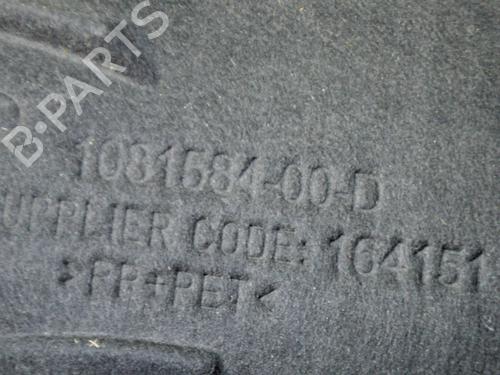 B-PARTS
1081584-00-D
SUPPLIER CODE: 164151
>PP+PET<